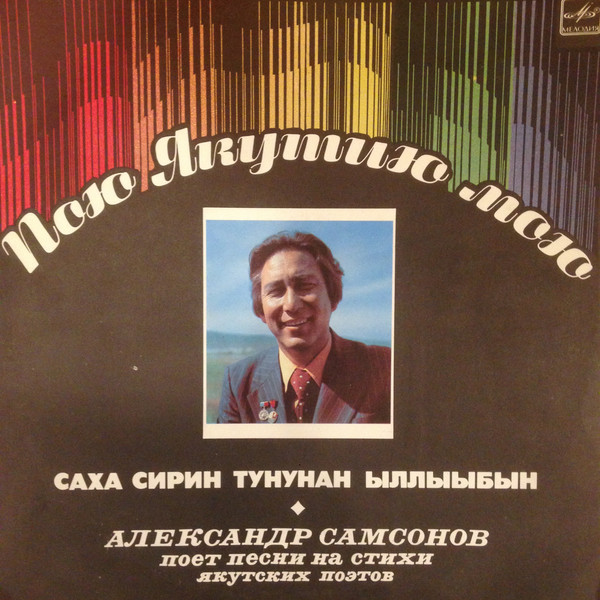 МЕЛОДИЯ
Пою Якутию мою
САХА СИРИН ТУНУНАН ЫЛЛЫЫБЫН
АЛЕКСАНДР САМСОНОВ
поет песни на стихи
якутских поэтов